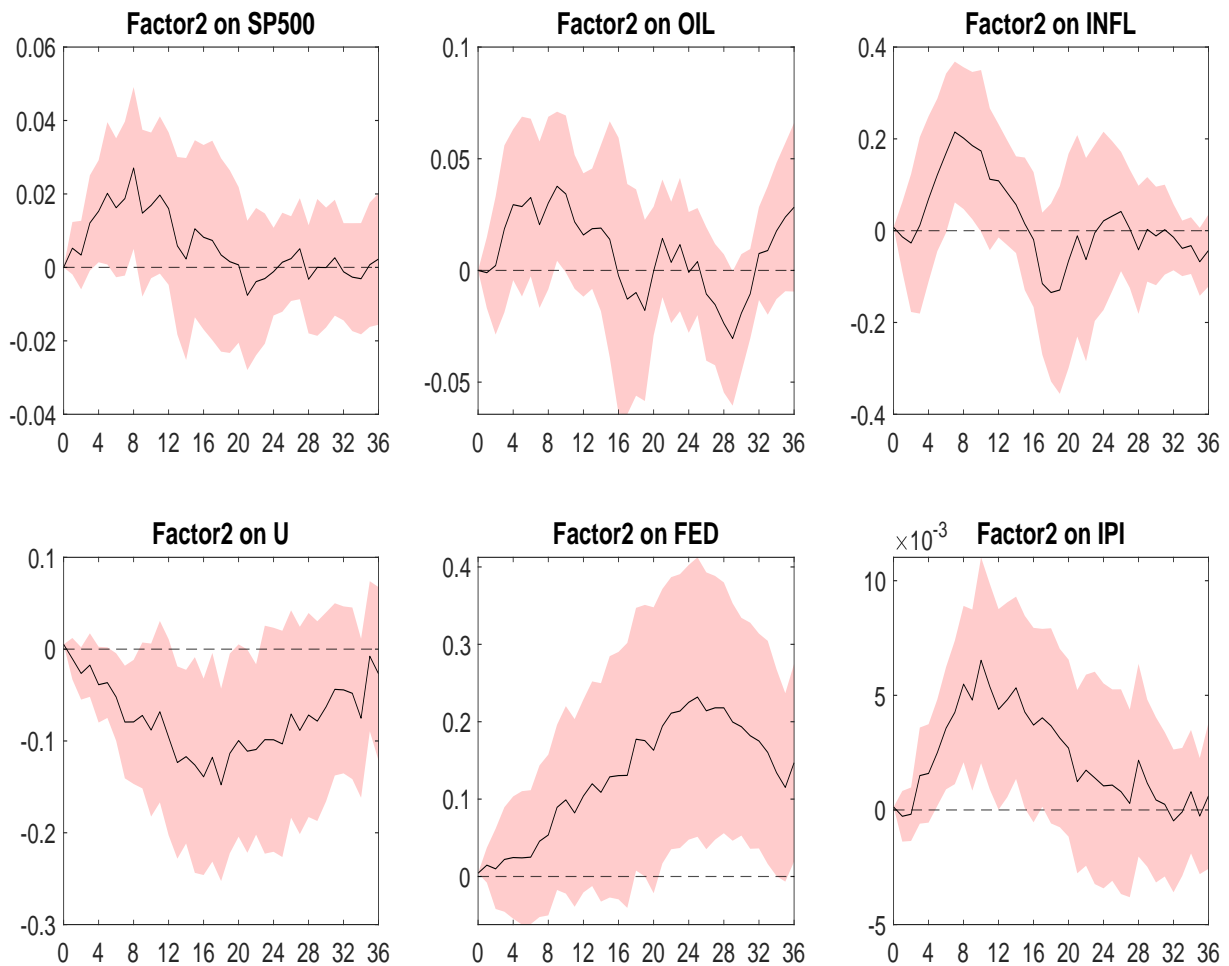 Factor2 on SP500
0.06
0.04
0.02
0
-0.02
-0.04
0 4 8 12 16 20 24 28 32 36
Factor2 on OIL
0.1
0.05
0
-0.05
0 4 8 12 16 20 24 28 32 36
Factor2 on INFL
0.4
0.2
0
-0.2
-0.4
0 4 8 12 16 20 24 28 32 36
Factor2 on U
0.1
0
-0.1
-0.2
-0.3
0 4 8 12 16 20 24 28 32 36
Factor2 on FED
0.4
0.3
0.2
0.1
0
0 4 8 12 16 20 24 28 32 36
Factor2 on IPI
×10⁻³
10
5
0
-5
0 4 8 12 16 20 24 28 32 36